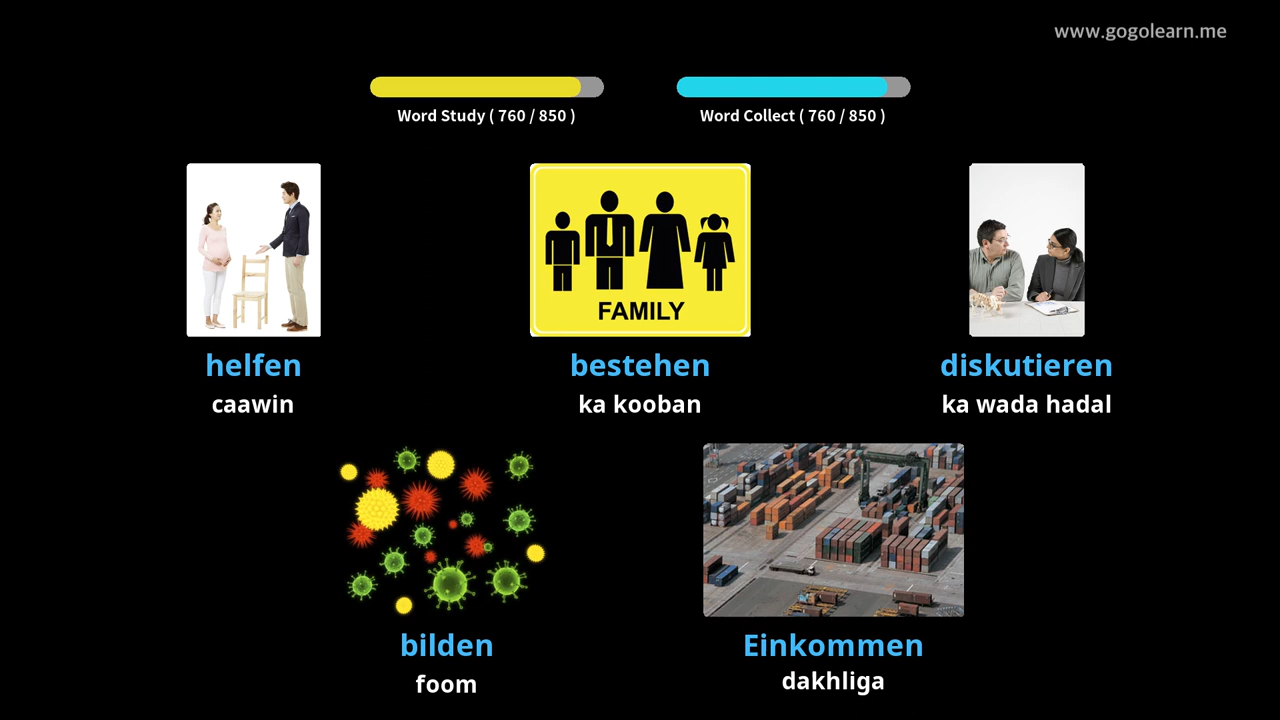 www.gogolearn.me
Word Study ( 760 / 850 )
Word Collect ( 760 / 850 )
FAMILY
helfen
caawin
bestehen
ka kooban
diskutieren
ka wada hadal
bilden
foom
Einkommen
dakhliga